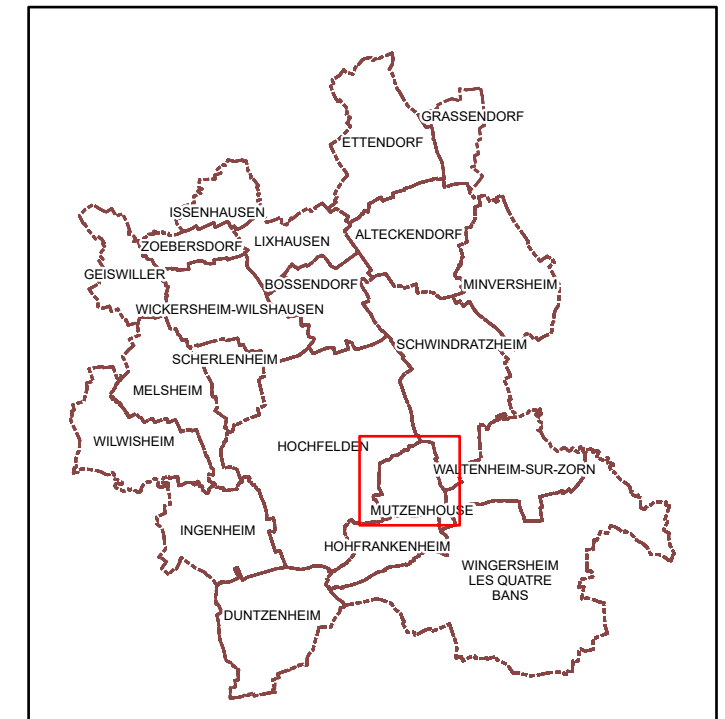 GRASSENDORF
ETTENDORF
ISSENHAUSEN
ALTECKENDORF
ZOEBERSDORF
LIXHAUSEN
GEISWILLER
BOSSENDORF
MINVERSHEIM
WICKERSHEIM-WILSHAUSEN
SCHWINDRATZHEIM
SCHERLENHEIM
MELSHEIM
WILWISHEIM
HOCHFELDEN
WALTENHEIM-SUR-ZORN
MUTZENHOUSE
INGENHEIM
HOHFRANKENHEIM
WINGERSHEIM
LES QUATRE
BANS
DUNTZENHEIM